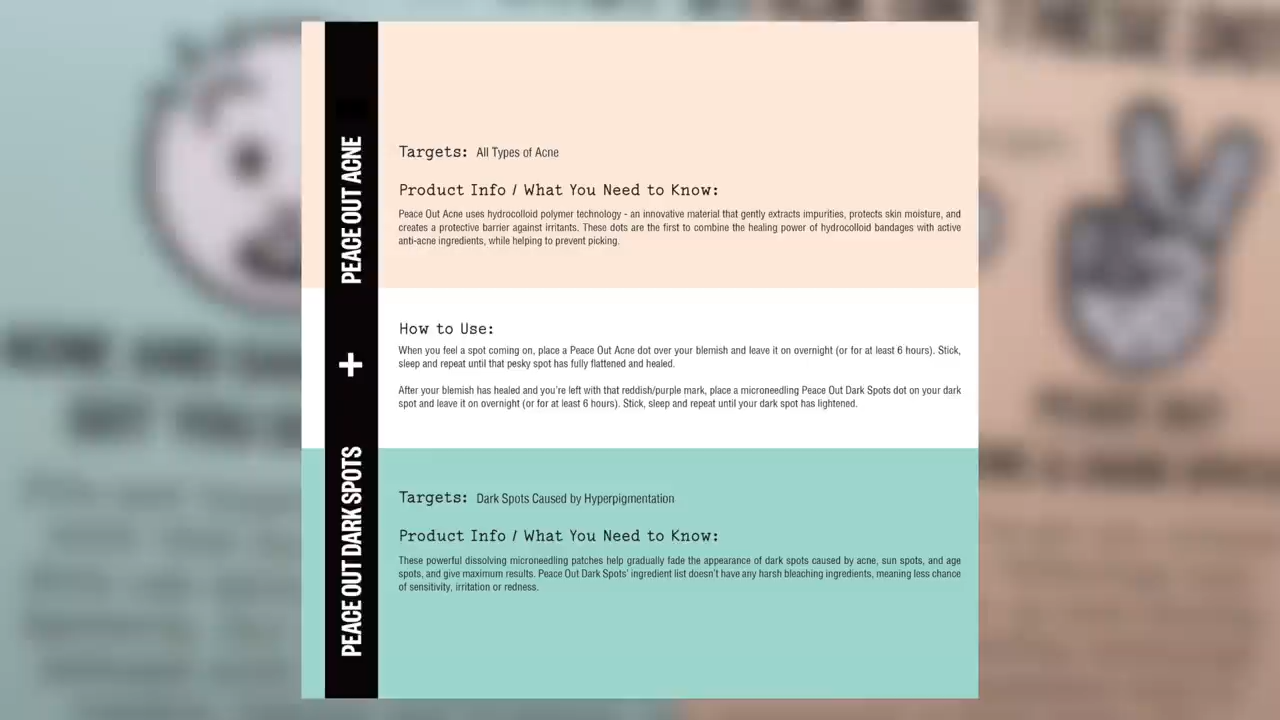 PEACE OUT ACNE
+
PEACE OUT DARK SPOTS
Targets: All Types of Acne
Product Info / What You Need to Know:
Peace Out Acne uses hydrocolloid polymer technology - an innovative material that gently extracts impurities, protects skin moisture, and
creates a protective barrier against irritants. These dots are the first to combine the healing power of hydrocolloid bandages with active
anti-acne ingredients, while helping to prevent picking.
How to Use:
When you feel a spot coming on, place a Peace Out Acne dot over your blemish and leave it on overnight (or for at least 6 hours). Stick,
sleep and repeat until that pesky spot has fully flattened and healed.
After your blemish has healed and you're left with that reddish/purple mark, place a microneedling Peace Out Dark Spots dot on your dark
spot and leave it on overnight (or for at least 6 hours). Stick, sleep and repeat until your dark spot has lightened.
Targets: Dark Spots Caused by Hyperpigmentation
Product Info / What You Need to Know:
These powerful dissolving microneedling patches help gradually fade the appearance of dark spots caused by acne, sun spots, and age
spots, and give maximum results. Peace Out Dark Spots' ingredient list doesn't have any harsh bleaching ingredients, meaning less chance
of sensitivity, irritation or redness.